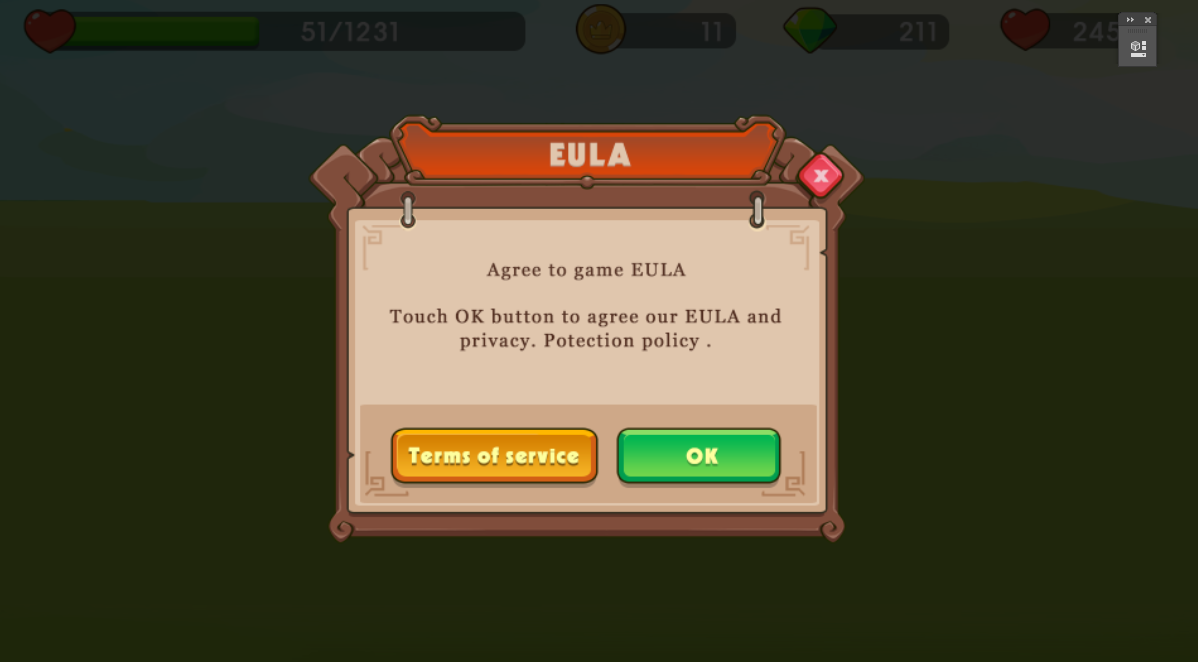 51/1231
11
211
245
EULA
x
Agree to game EULA
Touch OK button to agree our EULA and
privacy. Potection policy .
Terms of service
OK